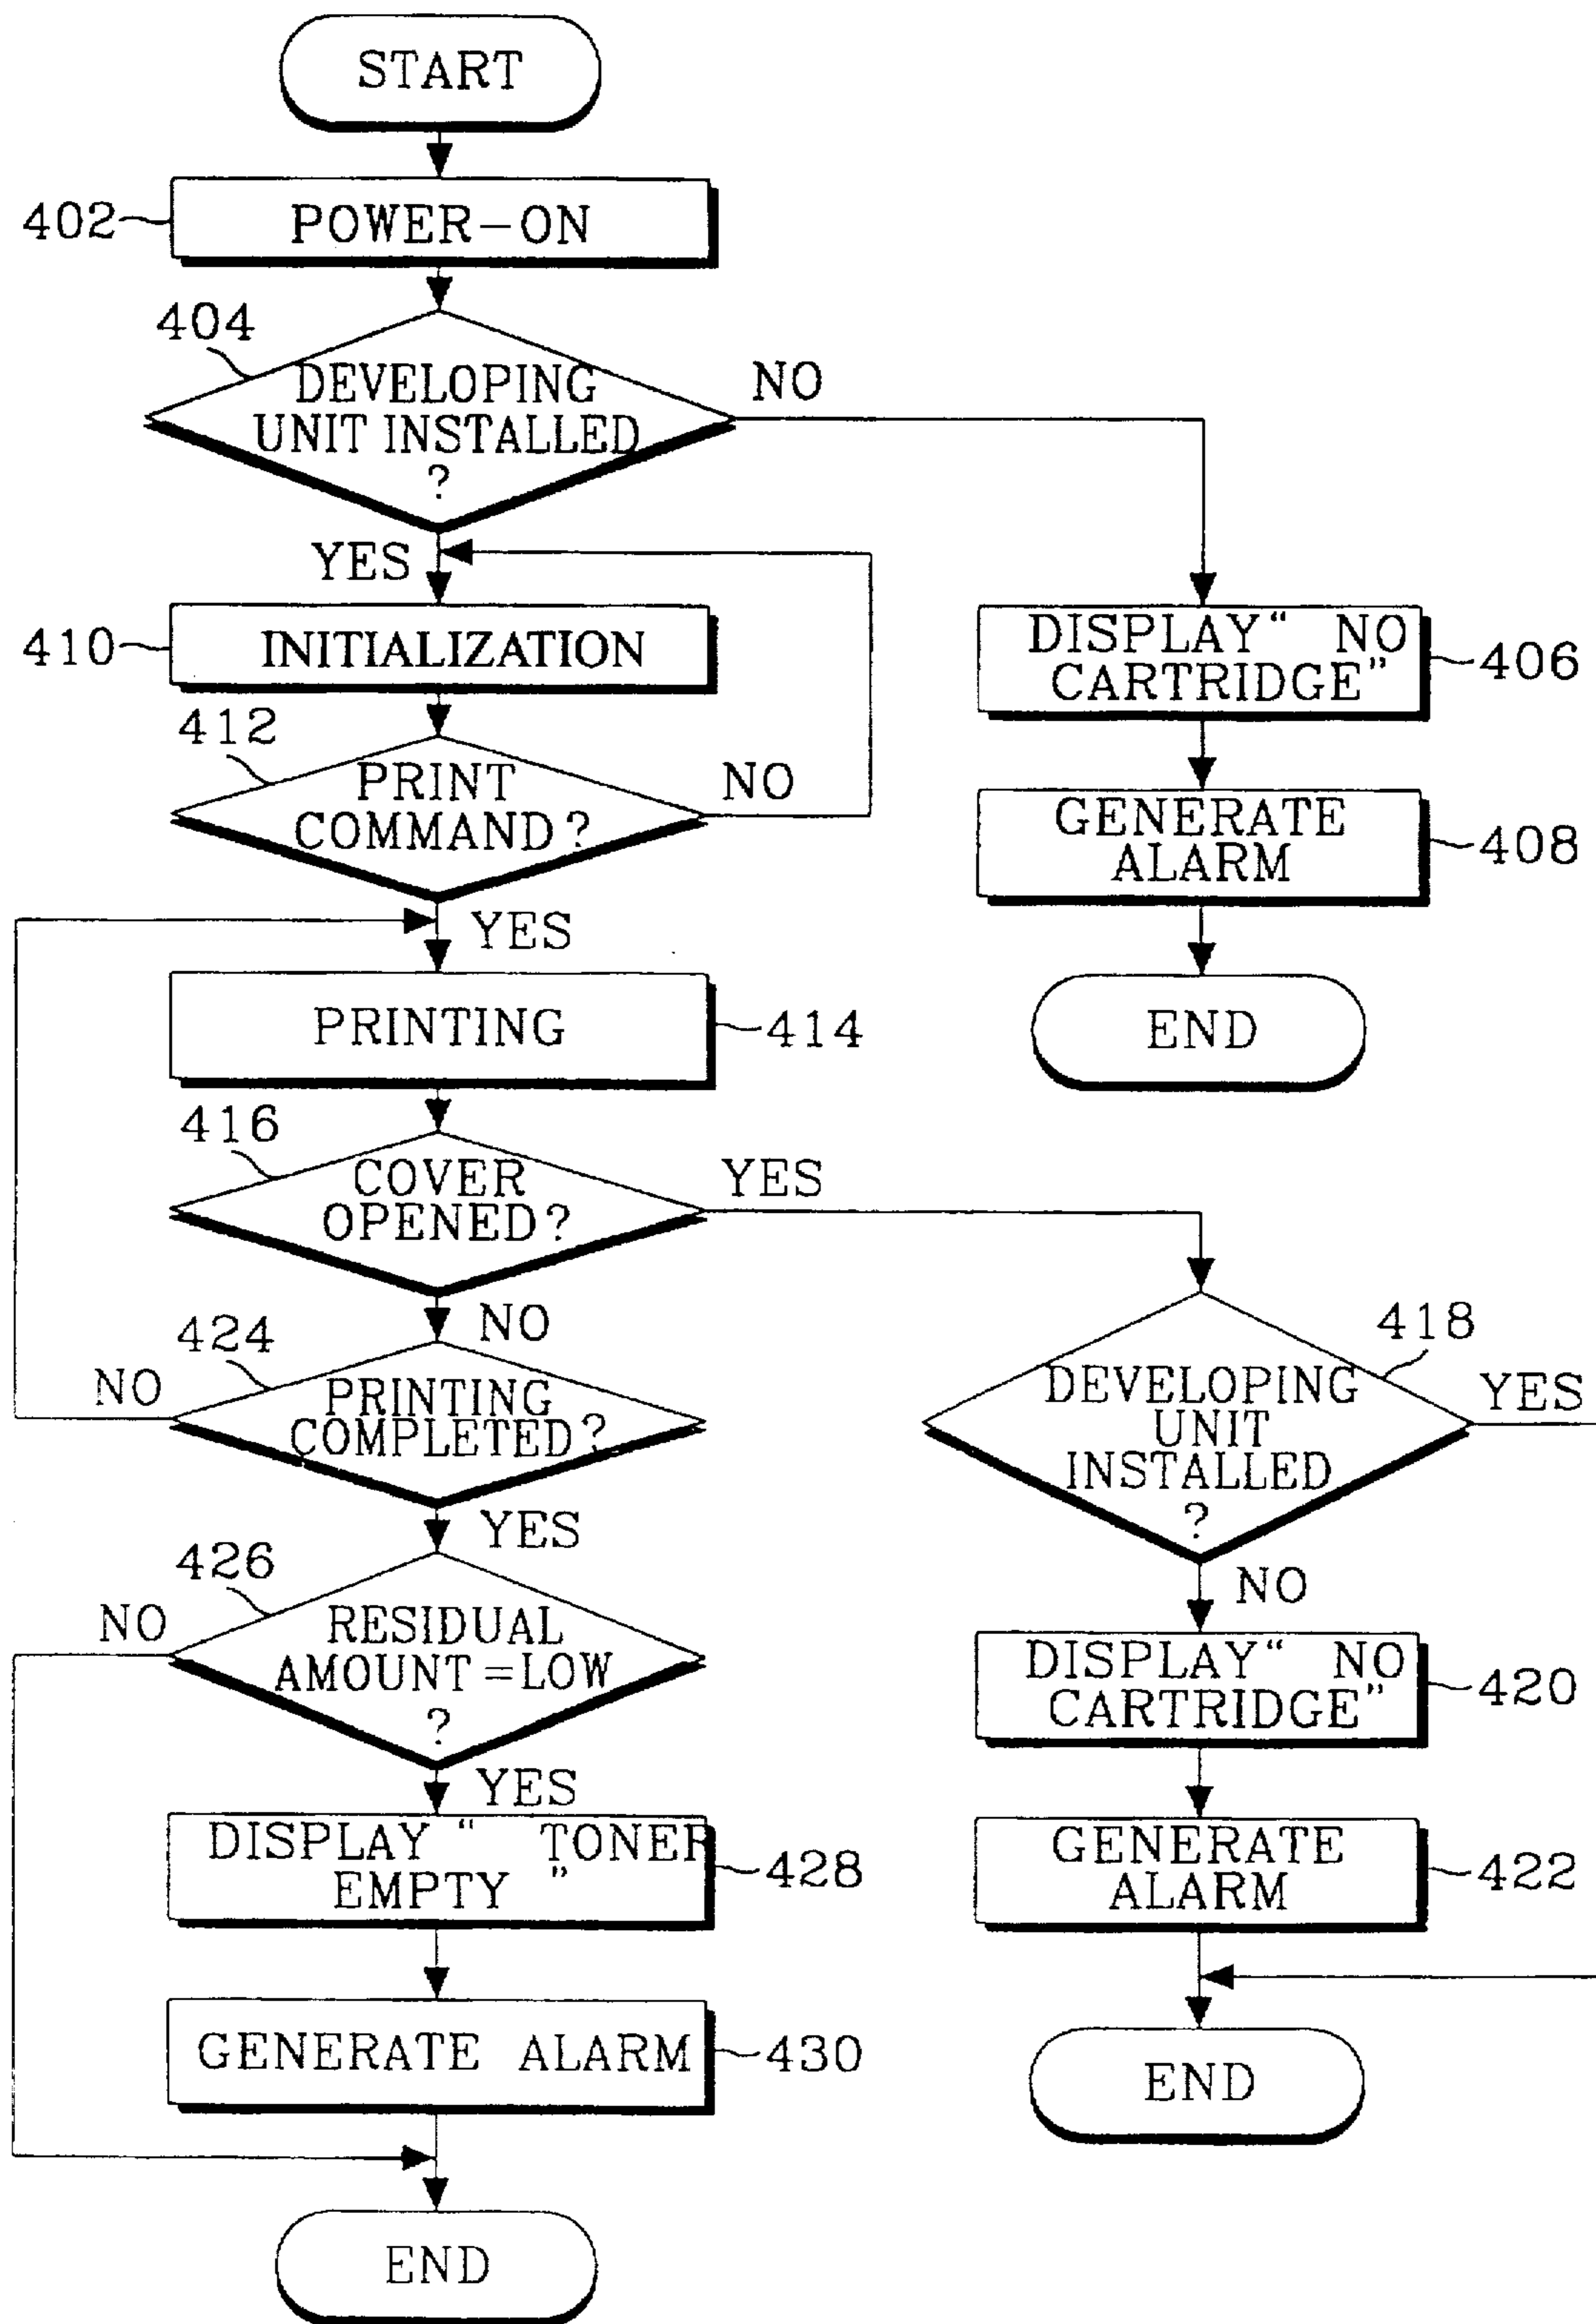 START
402
POWER-ON
404
DEVELOPING
UNIT INSTALLED
?
NO
YES
410
INITIALIZATION
DISPLAY “ NO
CARTRIDGE”
406
412
PRINT
COMMAND?
NO
GENERATE
ALARM
408
YES
PRINTING
414
END
416
COVER
OPENED?
YES
NO
424
PRINTING
COMPLETED?
NO
418
DEVELOPING
UNIT
INSTALLED
?
YES
YES
426
RESIDUAL
AMOUNT=LOW
?
NO
NO
DISPLAY “ NO
CARTRIDGE”
420
YES
DISPLAY “ TONER
EMPTY ”
428
GENERATE
ALARM
422
GENERATE ALARM
430
END
END